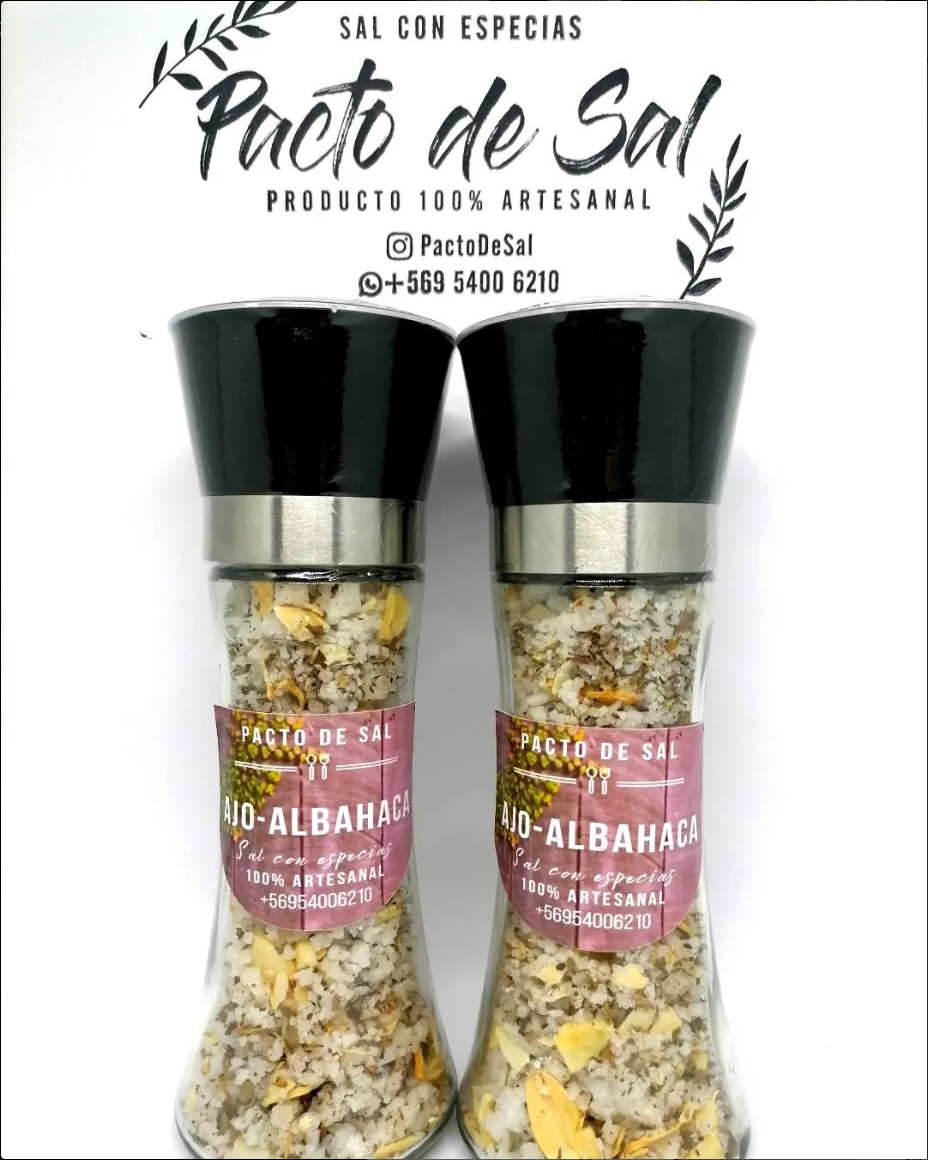 SAL CON ESPECIAS
Pacto de Sal
PRODUCTO 100% ARTESANAL
PactoDeSal
+569 5400 6210
PACTO DE SAL
AJO-ALBAHACA
Sal con especias
100% ARTESANAL
+56954006210
PACTO DE SAL
AJO-ALBAHACA
Sal con especias
100% ARTESANAL
+56954006210